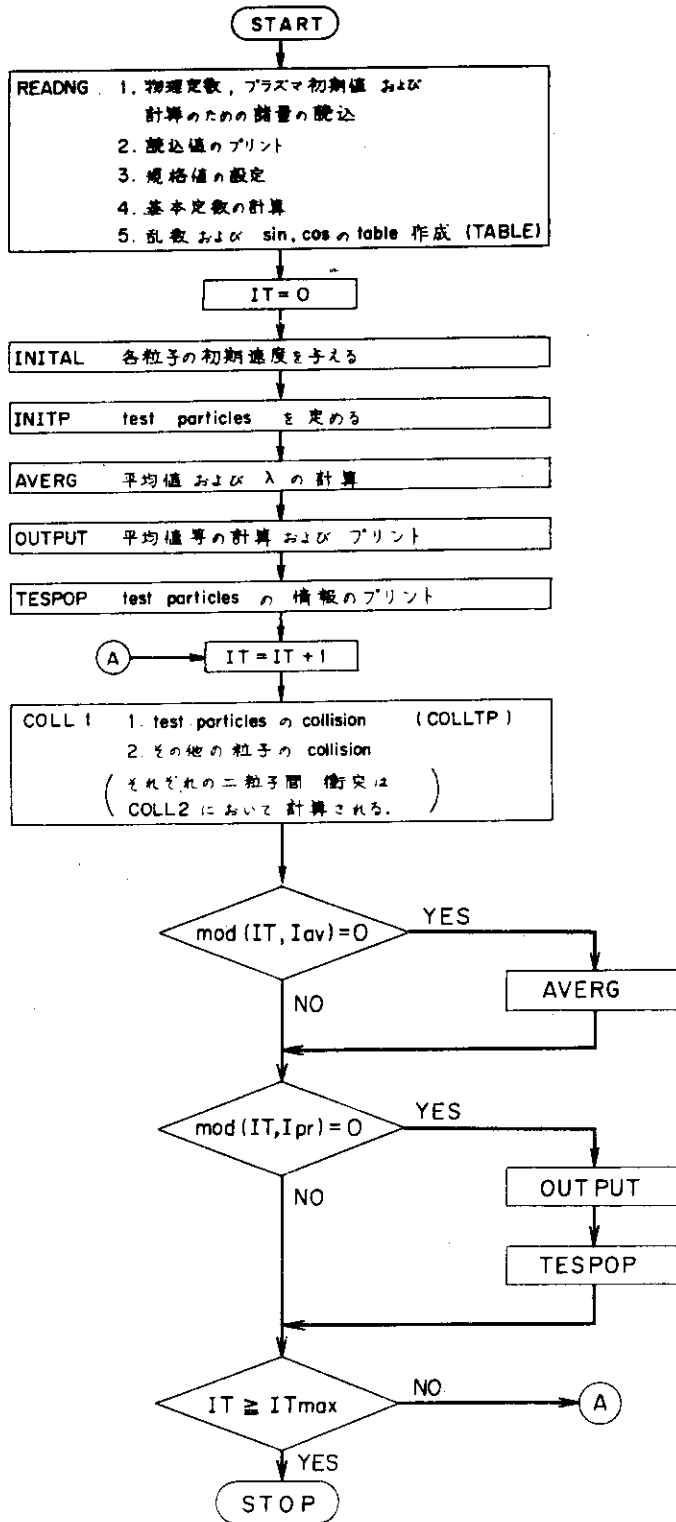 START
READNG 1. 物理定数, プラズマ初期値 および
計算のための諸量の読込
2. 読込値のプリント
3. 規格値の設定
4. 基本定数の計算
5. 乱数 および sin, cos の table 作成 (TABLE)
IT = 0
INITAL 各粒子の初期速度を与える
INITP test particles を定める
AVERG 平均値 および λ の計算
OUTPUT 平均値等の計算 および プリント
TESPOP test particles の 情報のプリント
A
IT = IT + 1
COLL 1 1. test particles の collision (COLLTP)
2. その他の粒子の collision
( それぞれの二粒子間 衝突は
COLL2 において 計算される. )
mod (IT, Iav) = 0
YES
AVERG
NO
mod (IT, Ipr) = 0
YES
OUTPUT
NO
TESPOP
IT ≧ ITmax
NO
A
YES
STOP